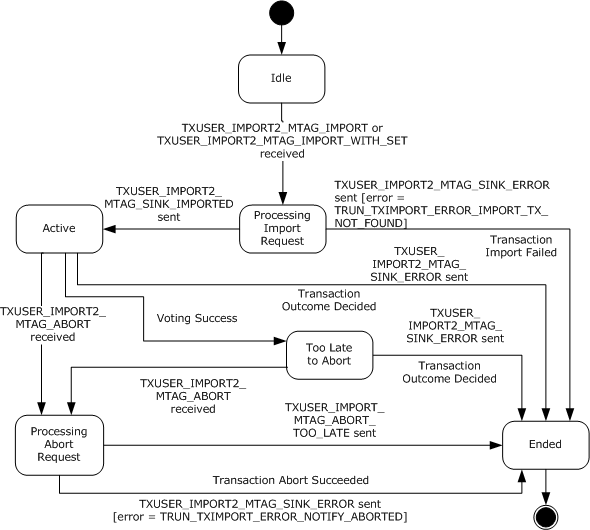 Idle
TXUSER_IMPORT2_MTAG_IMPORT or
TXUSER_IMPORT2_MTAG_IMPORT_WITH_SET
received
TXUSER_IMPORT2_
MTAG_SINK_IMPORTED
sent
TXUSER_IMPORT2_MTAG_SINK_ERROR
sent [error =
TRUN_TXIMPORT_ERROR_IMPORT_TX_
NOT_FOUND]
Active
Processing
Import
Request
Transaction
Import Failed
TXUSER_
IMPORT2_MTAG_
SINK_ERROR sent
Transaction
Outcome Decided
TXUSER_IMPORT2_
MTAG_ABORT
received
Voting Success
TXUSER_
IMPORT2_MTAG_
SINK_ERROR sent
Too Late
to Abort
Transaction
Outcome Decided
TXUSER_IMPORT2_
MTAG_ABORT
received
TXUSER_IMPORT_
MTAG_ABORT_
TOO_LATE sent
Processing
Abort
Request
Ended
Transaction Abort Succeeded
TXUSER_IMPORT2_MTAG_SINK_ERROR sent
[error = TRUN_TXIMPORT_ERROR_NOTIFY_ABORTED]